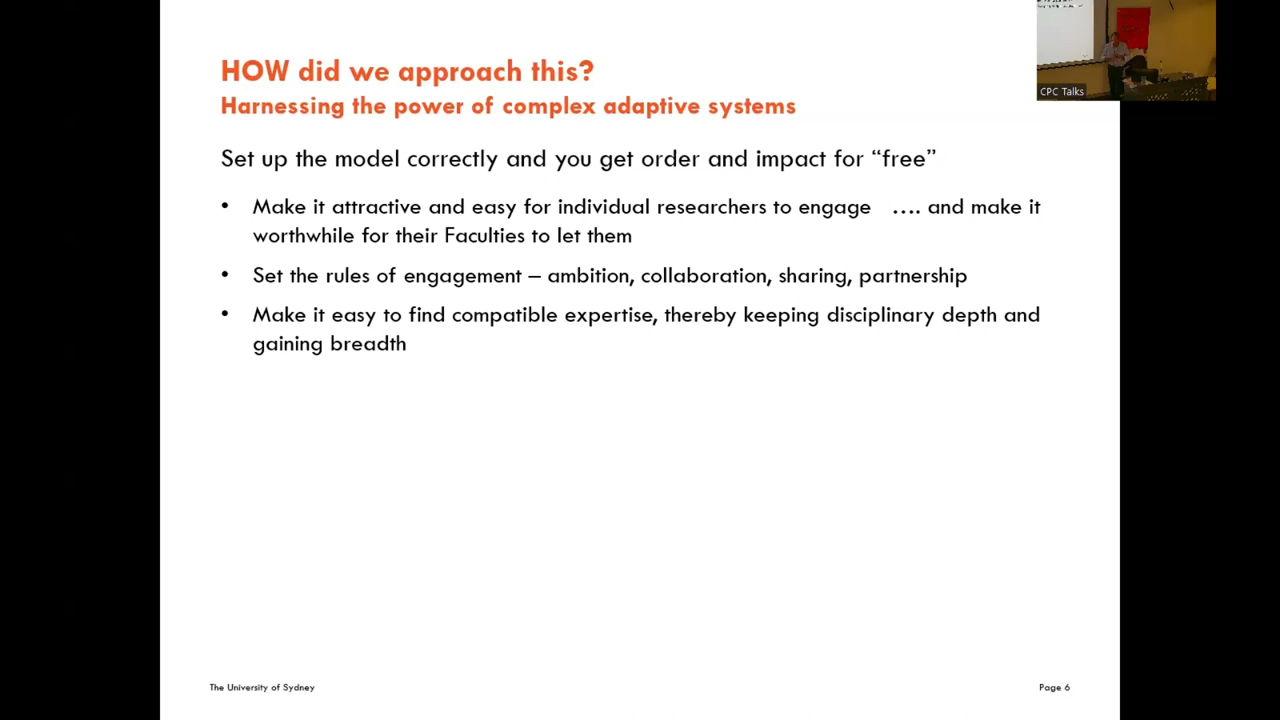 HOW did we approach this?
Harnessing the power of complex adaptive systems
CPC Talks
Set up the model correctly and you get order and impact for “free”
• Make it attractive and easy for individual researchers to engage …. and make it
worthwhile for their Faculties to let them
• Set the rules of engagement – ambition, collaboration, sharing, partnership
• Make it easy to find compatible expertise, thereby keeping disciplinary depth and
gaining breadth
The University of Sydney
Page 6